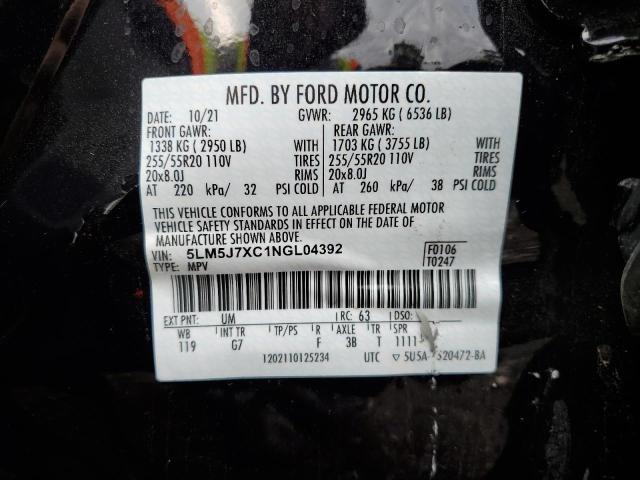 MFD. BY FORD MOTOR CO.
DATE: 10/21 GVWR: 2965 KG ( 6536 LB)
FRONT GAWR: REAR GAWR:
1338 KG ( 2950 LB) WITH 1703 KG ( 3755 LB) WITH
255/55R20 110V TIRES 255/55R20 110V TIRES
20x8.0J RIMS 20x8.0J RIMS
AT 220 kPa/ 32 PSI COLD AT 260 kPa/ 38 PSI COLD
THIS VEHICLE CONFORMS TO ALL APPLICABLE FEDERAL MOTOR
VEHICLE SAFETY STANDARDS IN EFFECT ON THE DATE OF
MANUFACTURE SHOWN ABOVE.
VIN: 5LM5J7XC1NGL04392 F0106
TYPE: MPV T0247
EXT PNT: UM RC: 63 DSO:
WB INT TR TP/PS R AXLE TR SPR
119 G7 F 3B T 1111
1202110125234 UTC SUSA 520472-BA